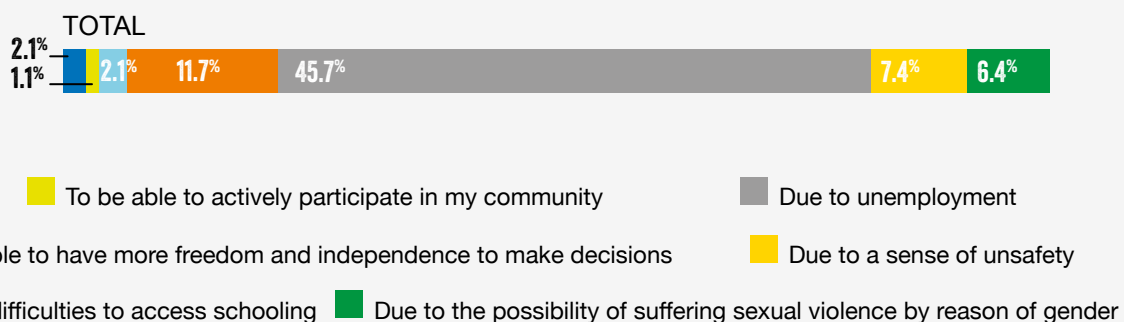 TOTAL
2.1%
1.1%
2.1% 11.7% 45.7% 7.4% 6.4%
To be able to actively participate in my community Due to unemployment
to have more freedom and independence to make decisions Due to a sense of unsafety
difficulties to access schooling Due to the possibility of suffering sexual violence by reason of gender